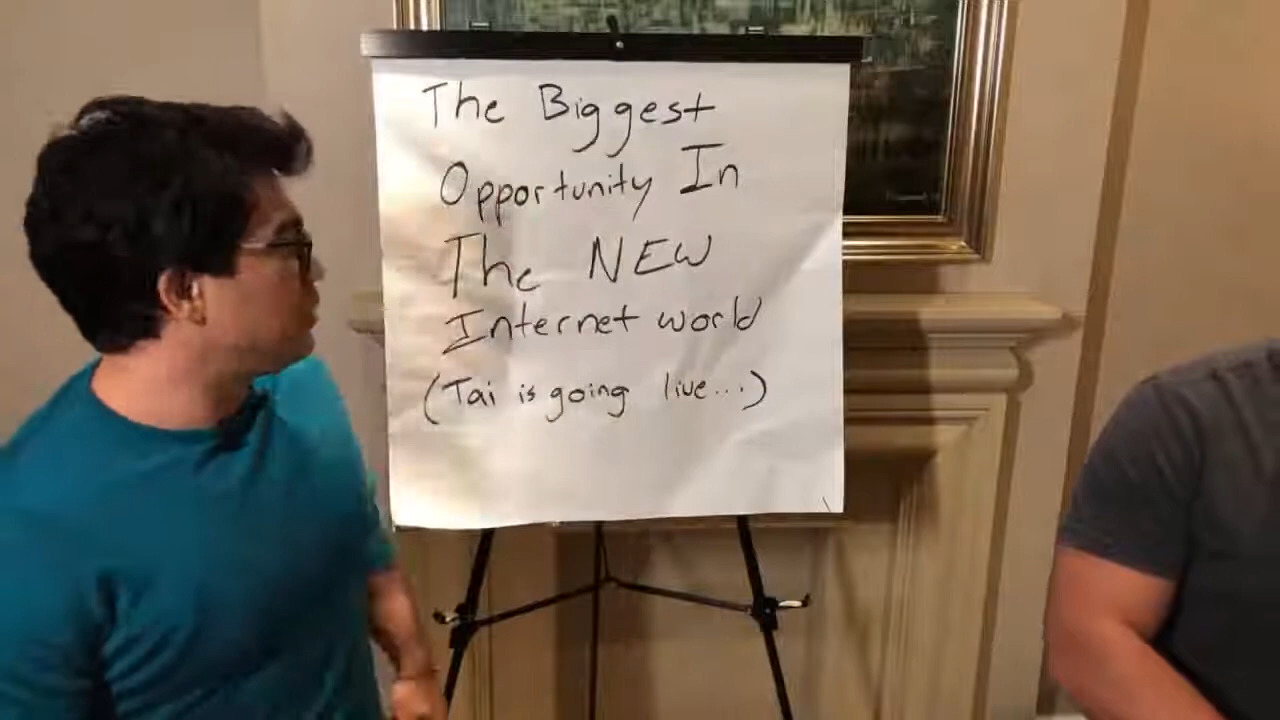 The Biggest
Opportunity In
The NEW
Internet world
(Tai is going live...)